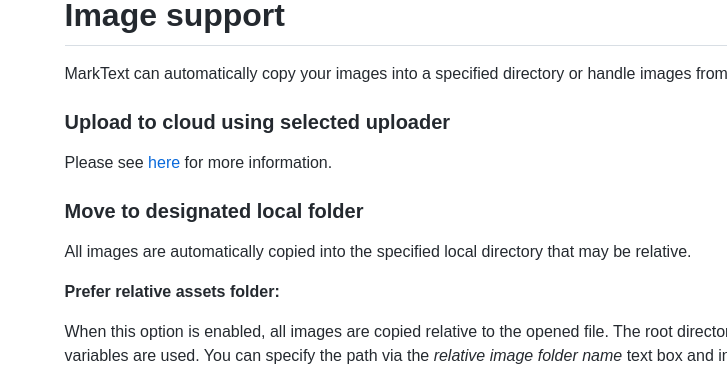 Image support
MarkText can automatically copy your images into a specified directory or handle images from
Upload to cloud using selected uploader
Please see here for more information.
Move to designated local folder
All images are automatically copied into the specified local directory that may be relative.
Prefer relative assets folder:
When this option is enabled, all images are copied relative to the opened file. The root
variables are used. You can specify the path via the relative image folder name text box and